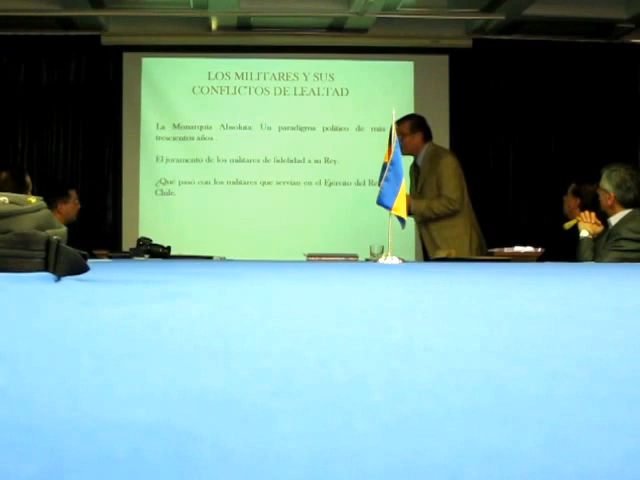 LOS MILITARES Y SUS
CONFLICTOS DE LEALTAD
La Monarquía Absoluta: Un paradigma político de más
trescientos años .
El juramento de los militares de fidelidad a su Rey.
¿Qué pasó con los militares que servían en el Ejercito del
Chile.